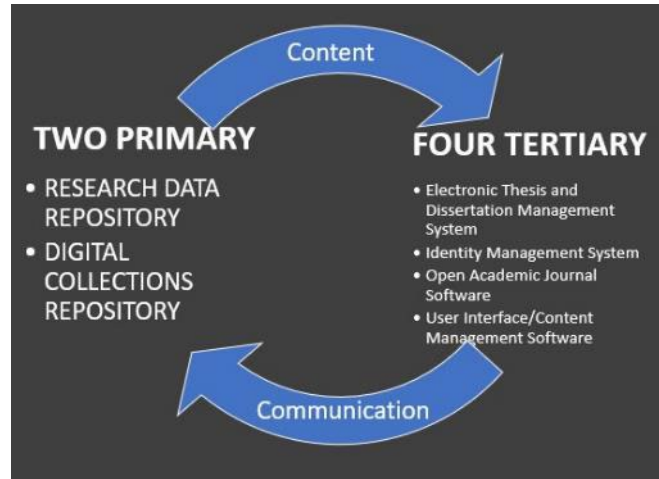 Content
TWO PRIMARY
• RESEARCH DATA
REPOSITORY
• DIGITAL
COLLECTIONS
REPOSITORY
FOUR TERTIARY
• Electronic Thesis and
Dissertation Management
System
• Identity Management System
• Open Academic Journal
Software
• User Interface/Content
Management Software
Communication